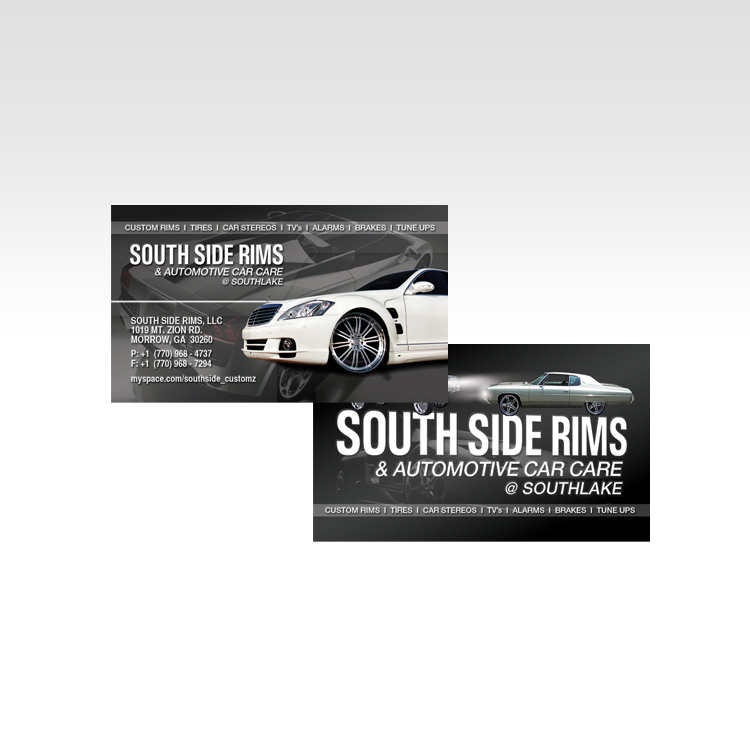 CUSTOM RIMS I TIRES I CAR STEREOS I TV's I ALARMS I BRAKES I TUNE UPS
SOUTH SIDE RIMS
& AUTOMOTIVE CAR CARE
@ SOUTHLAKE
SOUTH SIDE RIMS, LLC
1019 MT. ZION RD.
MORROW, GA 30260
P: +1 (770) 968 - 4737
F: +1 (770) 968 - 7294
myspace.com/southside_customz
SOUTH SIDE RIMS
& AUTOMOTIVE CAR CARE
@ SOUTHLAKE
CUSTOM RIMS I TIRES I CAR STEREOS I TV's I ALARMS I BRAKES I TUNE UPS